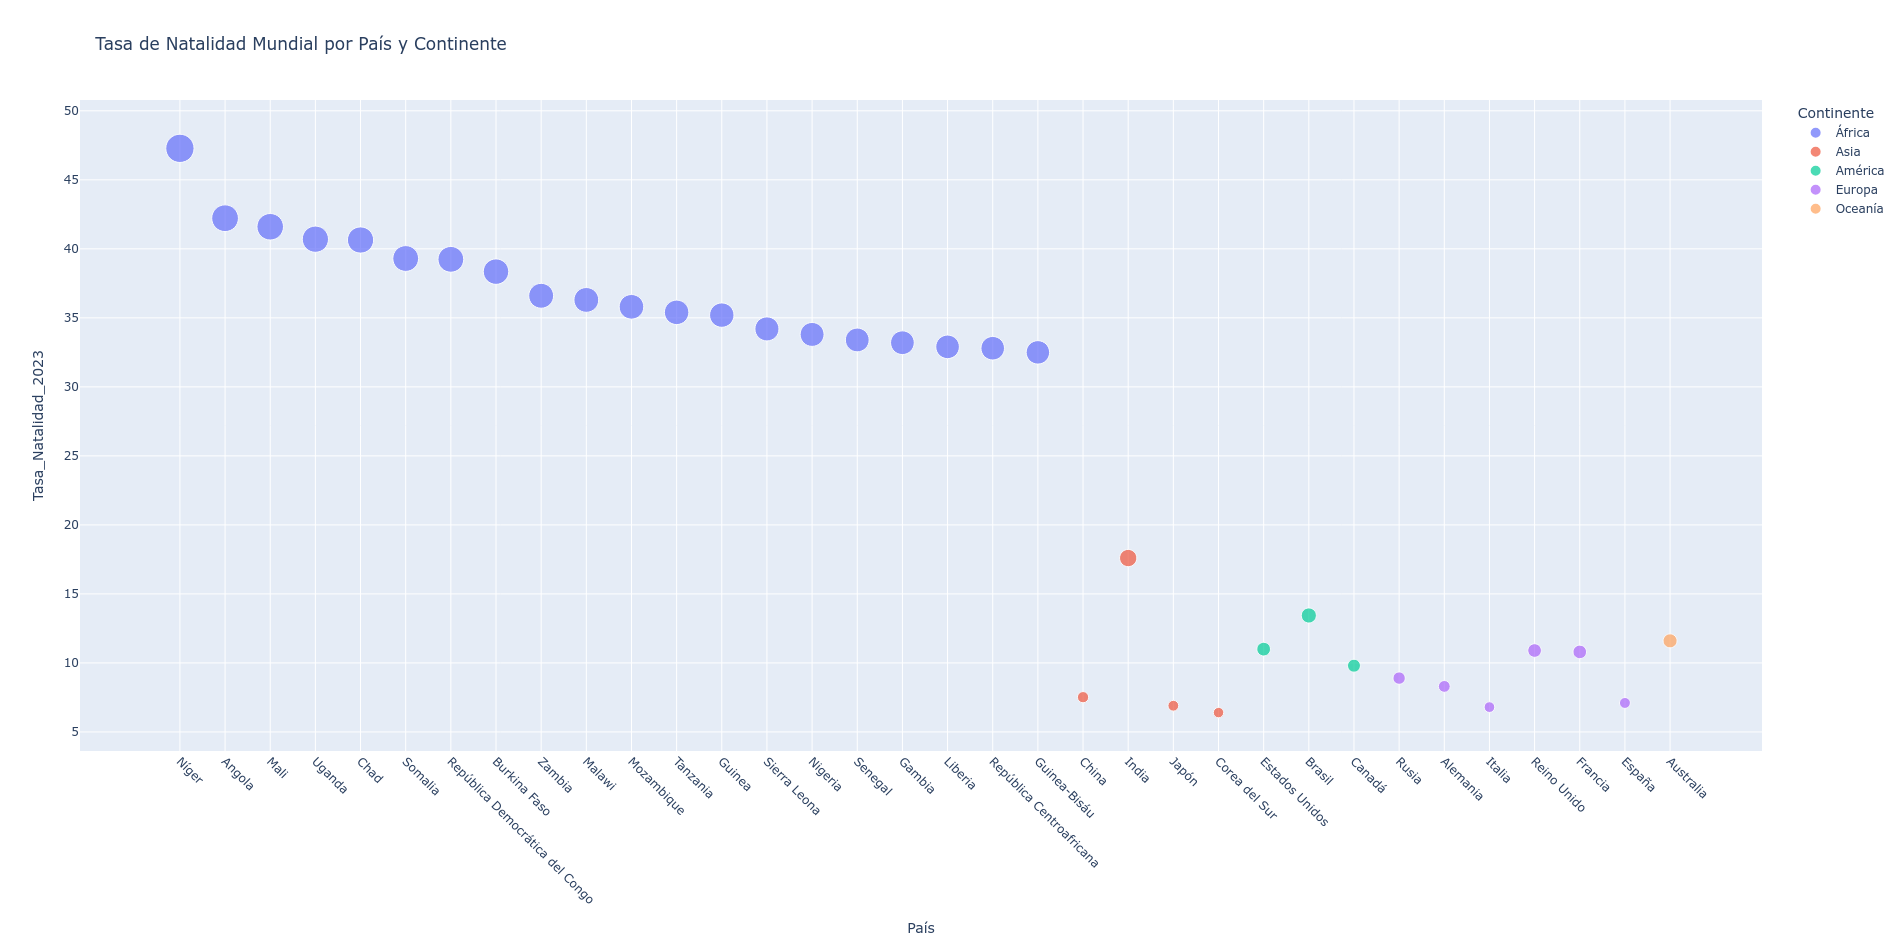 Tasa de Natalidad Mundial por País y Continente
Continente
África
Asia
América
Europa
Oceanía
Tasa_Natalidad_2023
50
45
40
35
30
25
20
15
10
5
Níger
Angola
Mali
Uganda
Chad
Somalia
República Democrática del Congo
Burkina Faso
Zambia
Malawi
Mozambique
Tanzania
Guinea
Sierra Leona
Nigeria
Senegal
Gambia
Liberia
República Centroafricana
Guinea-Bisáu
China
India
Japón
Corea del Sur
Estados Unidos
Brasil
Canadá
Rusia
Alemania
Italia
Reino Unido
Francia
España
Australia
País